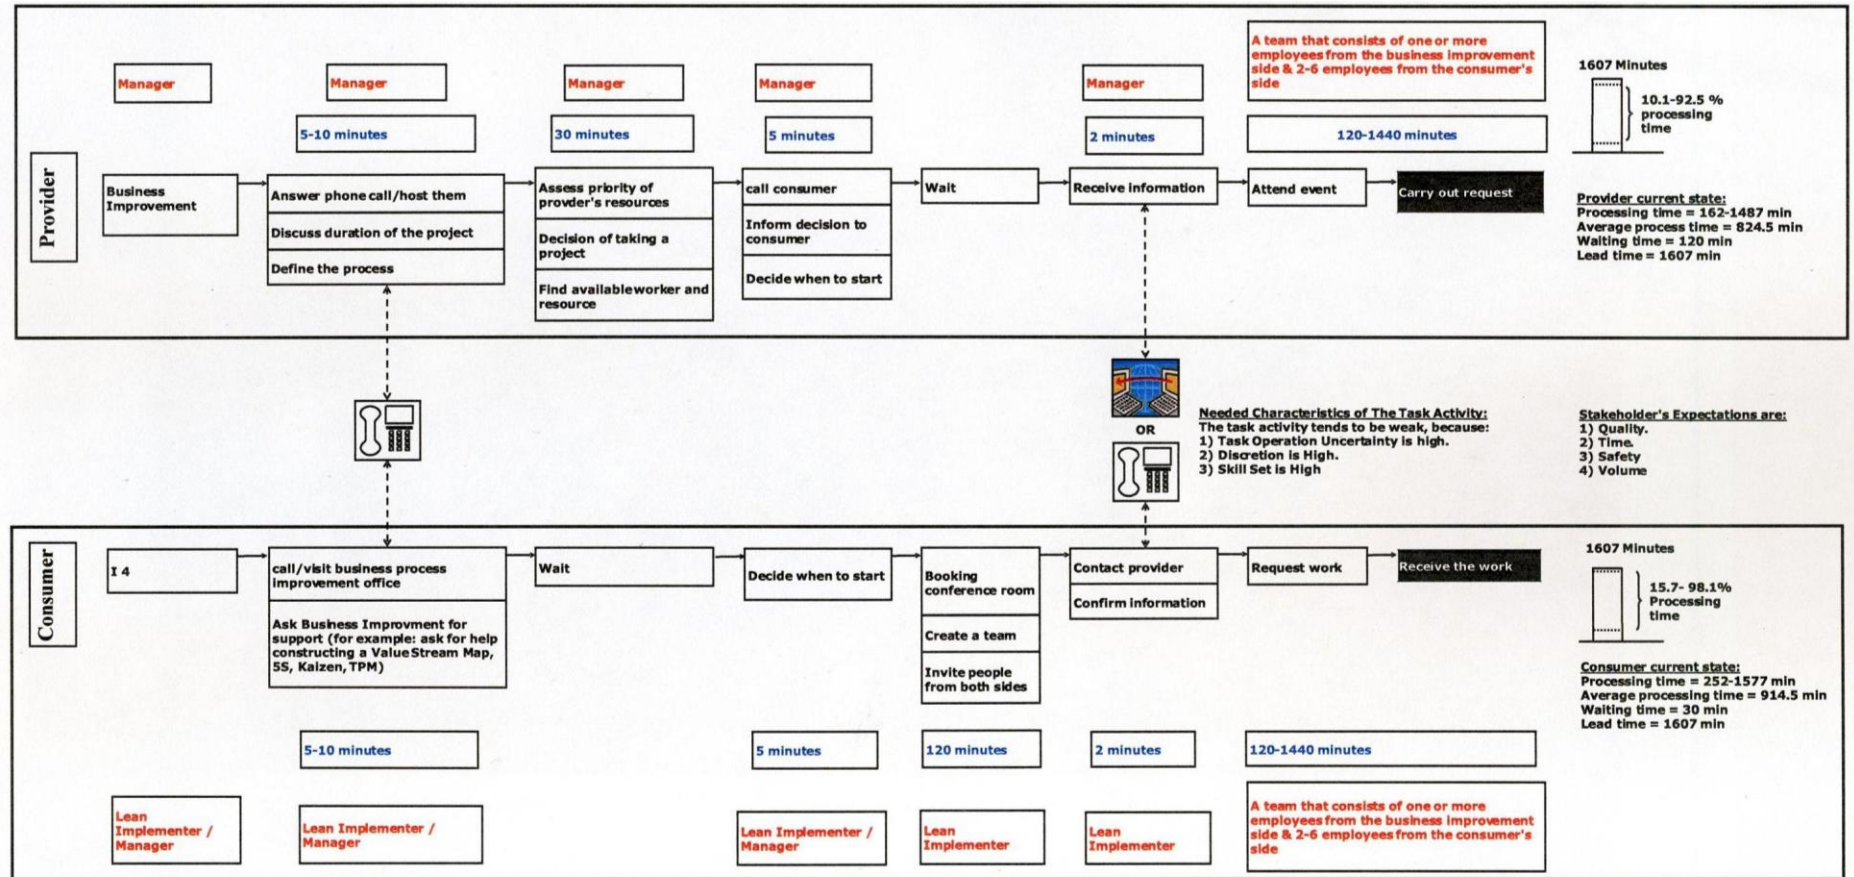 Provider
Manager
Manager
Manager
Manager
Manager
A team that consists of one or more
employees from the business improvement
side & 2-6 employees from the consumer's
side
5-10 minutes
30 minutes
5 minutes
2 minutes
120-1440 minutes
Business
Improvement
Answer phone call/host them
Discuss duration of the project
Define the process
Assess priority of
provder's resources
Decision of taking a
project
Find available worker and
resource
call consumer
Inform decision to
consumer
Decide when to start
Wait
Receive information
Attend event
Carry out request
1607 Minutes
10.1-92.5 %
processing
time
Provider current state:
Processing time = 162-1487 min
Average process time = 824.5 min
Waiting time = 120 min
Lead time = 1607 min
OR
Needed Characteristics of The Task Activity:
The task activity tends to be weak, because:
1) Task Operation Uncertainty is high.
2) Discretion is High.
3) Skill Set is High
Stakeholder's Expectations are:
1) Quality.
2) Time.
3) Safety
4) Volume
Consumer
I 4
call/visit business process
improvement office
Ask Business Improvment for
support (for example: ask for help
constructing a Value Stream Map,
5S, Kaizen, TPM)
Wait
Decide when to start
Booking
conference room
Create a team
Invite people
from both sides
Contact provider
Confirm information
Request work
Receive the work
1607 Minutes
15.7- 98.1%
Processing
time
Consumer current state:
Processing time = 252-1577 min
Average processing time = 914.5 min
Waiting time = 30 min
Lead time = 1607 min
5-10 minutes
5 minutes
120 minutes
2 minutes
120-1440 minutes
Lean
Implementer /
Manager
Lean Implementer /
Manager
Lean Implementer /
Manager
Lean
Implementer
Lean
Implementer
A team that consists of one or more
employees from the business improvement
side & 2-6 employees from the consumer's
side